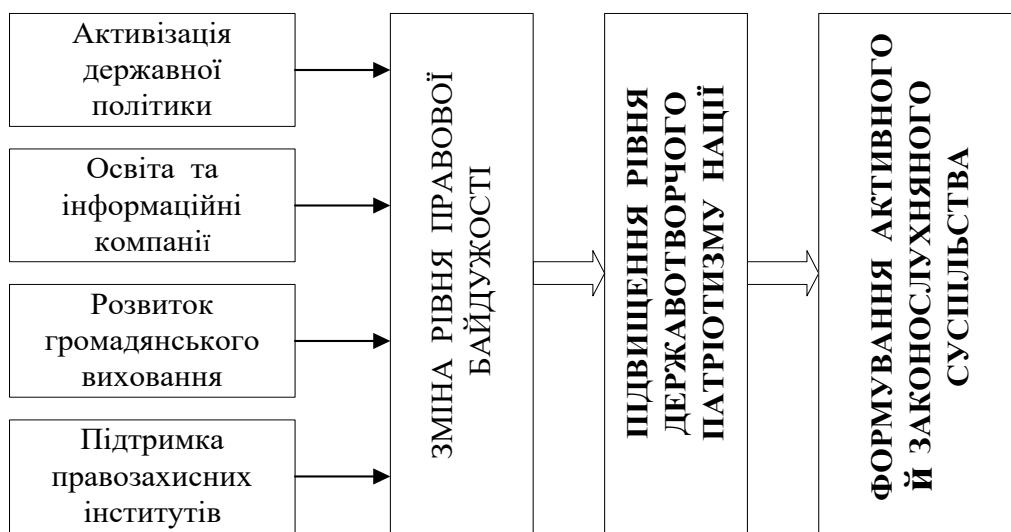 Активізація
державної
політики
Освіта та
інформаційні
компанії
Розвиток
громадянського
виховання
Підтримка
правозахисних
інститутів
ЗМІНА РІВНЯ ПРАВОВОЇ
БАЙДУЖОСТІ
ПІДВИЩЕННЯ РІВНЯ
ДЕРЖАВОТВОРЧОГО
ПАТРІОТИЗМУ НАЦІЇ
ФОРМУВАННЯ АКТИВНОГО
Й ЗАКОНОСЛУХНЯНОГО
СУСПІЛЬСТВА